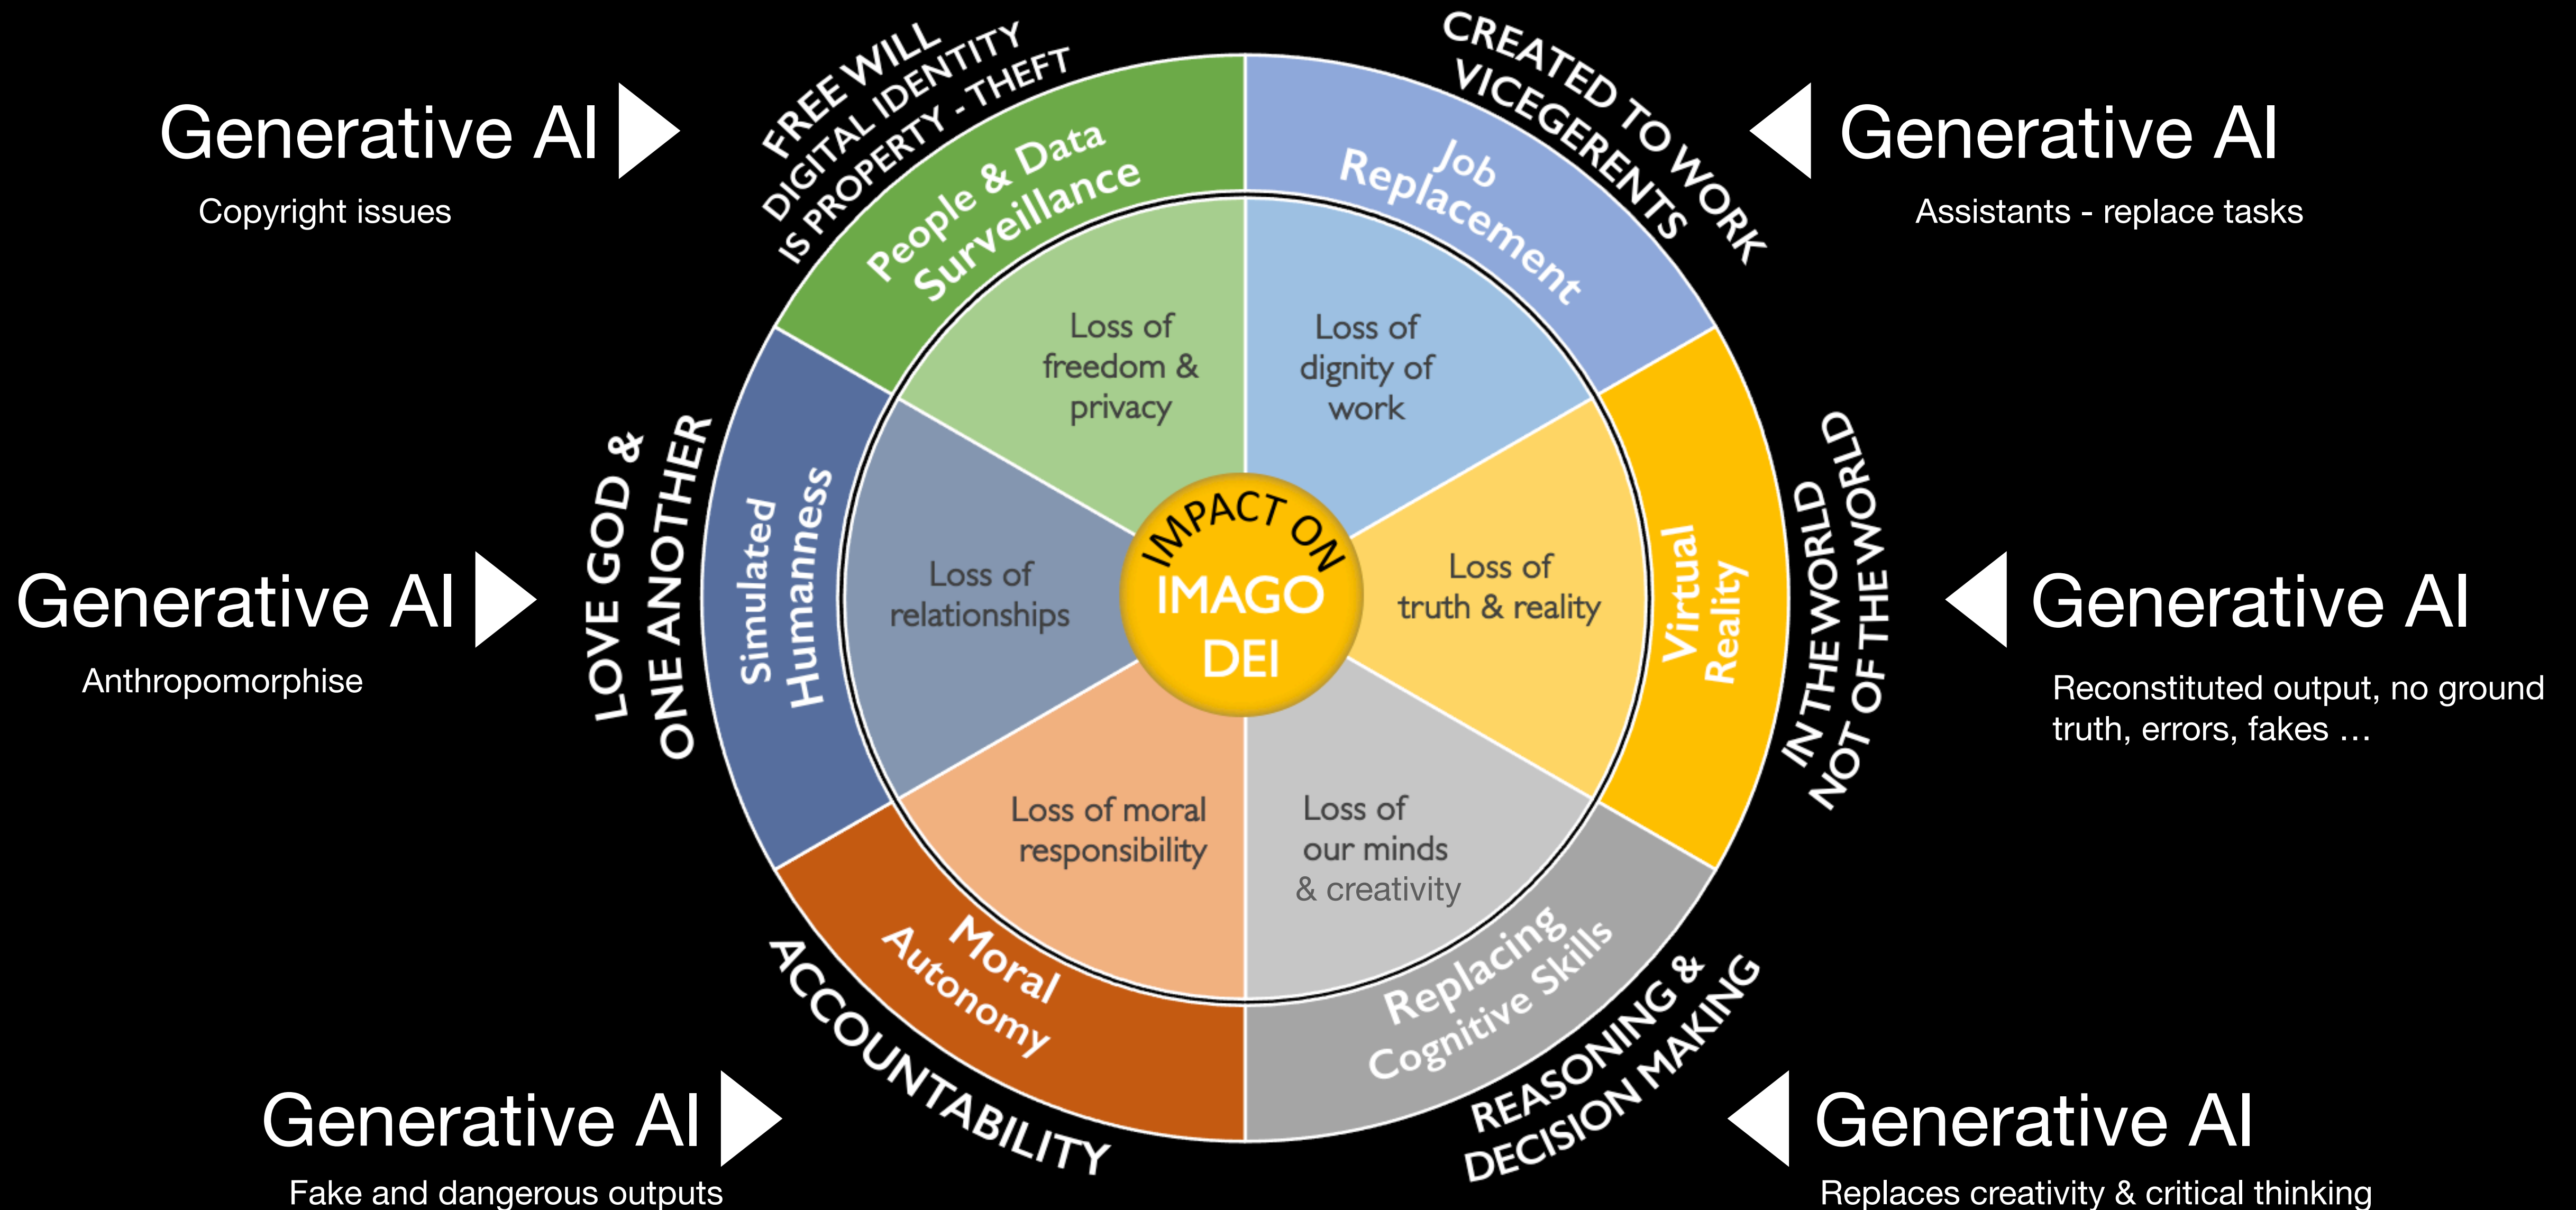 Generative AI
Copyright issues
FREE WILL
DIGITAL IDENTITY
IS PROPERTY - THEFT
People & Data
Surveillance
Loss of
freedom &
privacy
CREATED TO WORK
VICEGERENTS
Job
Replacement
Loss of
dignity of
work
Generative AI
Assistants - replace tasks
Generative AI
Anthropomorphise
LOVE GOD &
ONE ANOTHER
Simulated
Humanness
Loss of
relationships
IMPACT ON
IMAGO
DEI
Loss of
truth & reality
Virtual
Reality
IN THE WORLD
NOT OF THE WORLD
Generative AI
Reconstituted output, no ground
truth, errors, fakes …
Loss of moral
responsibility
Moral
Autonomy
ACCOUNTABILITY
Generative AI
Fake and dangerous outputs
Loss of
our minds
& creativity
Replacing
Cognitive Skills
REASONING &
DECISION MAKING
Generative AI
Replaces creativity & critical thinking